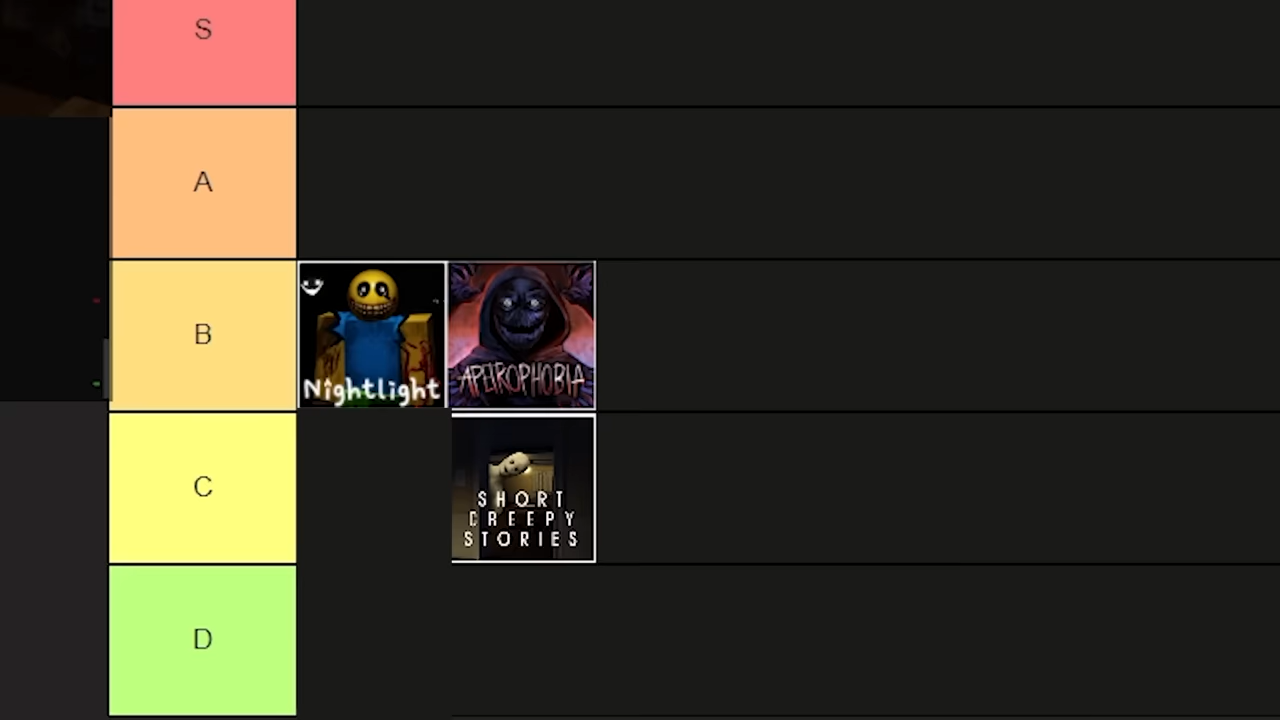 S
A
B
Nightlight
APEIROPHOBIA
C
SHORT
CREEPY
STORIES
D